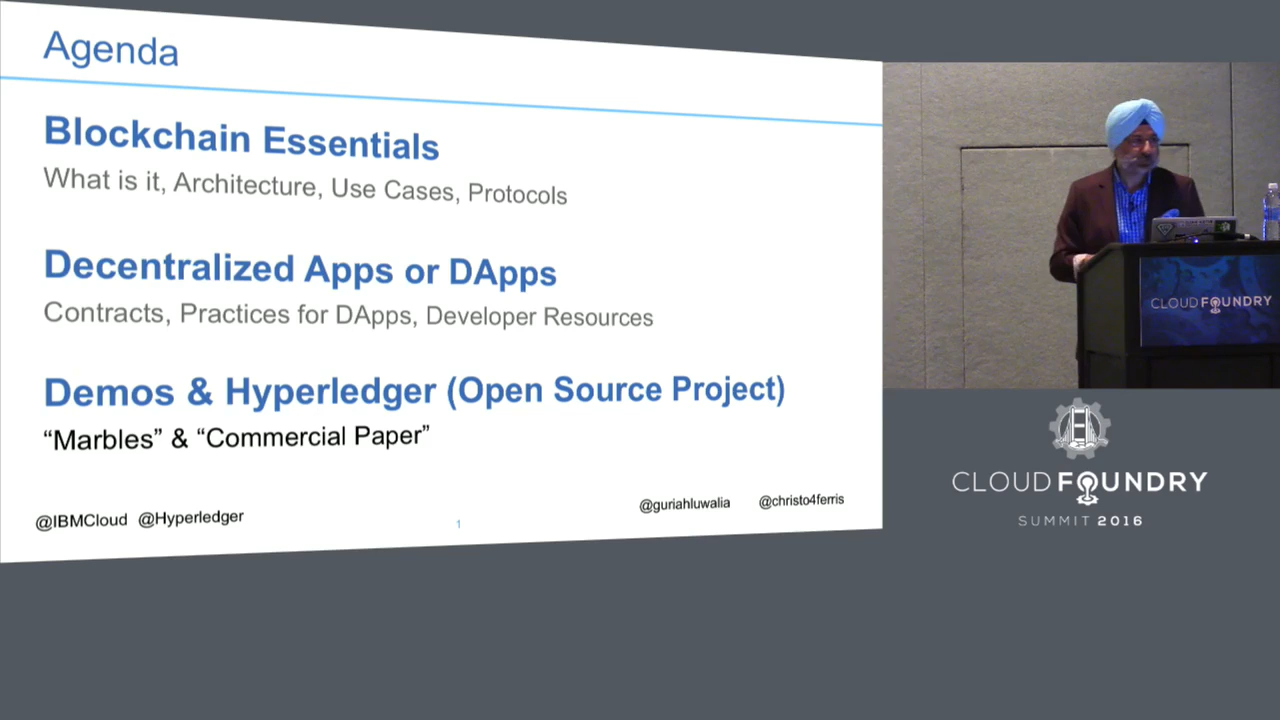 Agenda
Blockchain Essentials
What is it, Architecture, Use Cases, Protocols
Decentralized Apps or DApps
Contracts, Practices for DApps, Developer Resources
Demos & Hyperledger (Open Source Project)
“Marbles” & “Commercial Paper”
@IBMCloud @Hyperledger
1
@guriahluwalia @christo4ferris
CLOUD FOUNDRY
CLOUD FOUNDRY
SUMMIT 2016